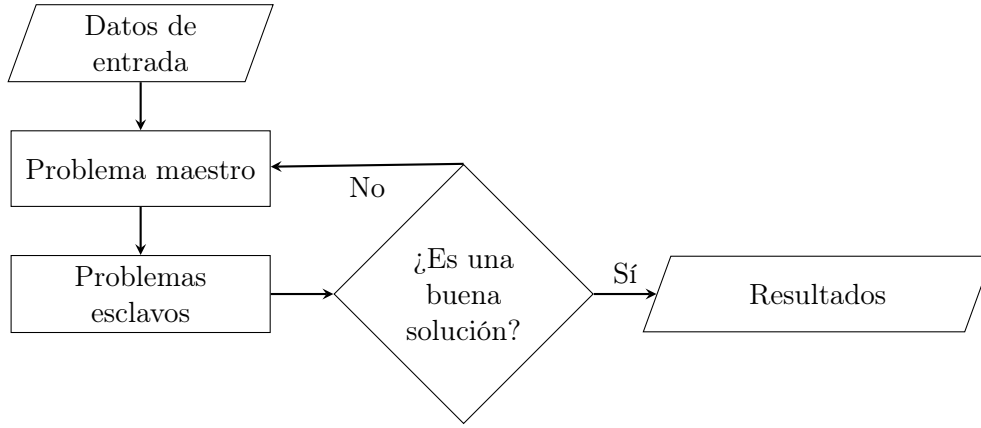 Datos de
entrada
Problema maestro
No
Problemas
esclavos
¿Es una
buena
solución?
Sí
Resultados